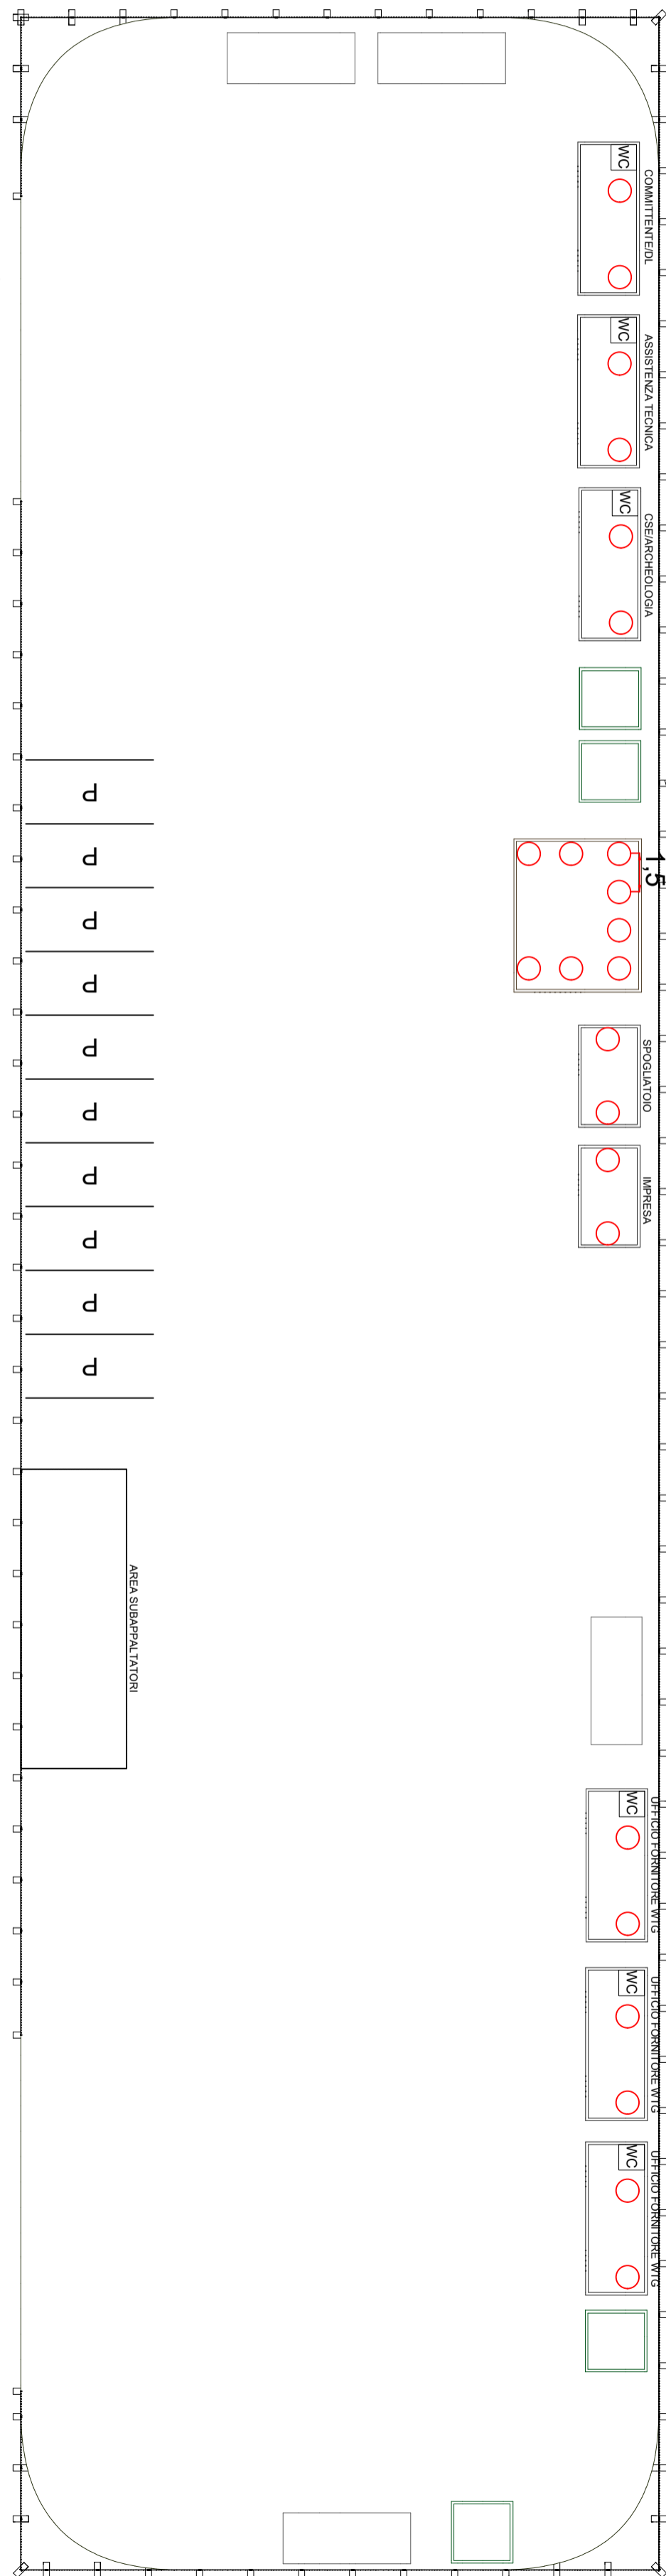 WC
COMMITTENTE/DL
WC
ASSISTENZA TECNICA
WC
CSE/ARCHEOLOGIA
P
P
1,5
P
P
P
SPOGLIATOIO
P
P
IMPRESA
P
P
P
AREA SUBAPPALTATORI
WC
UFFICIO FORNITORE WTG
WC
UFFICIO FORNITORE WTG
WC
UFFICIO FORNITORE WTG